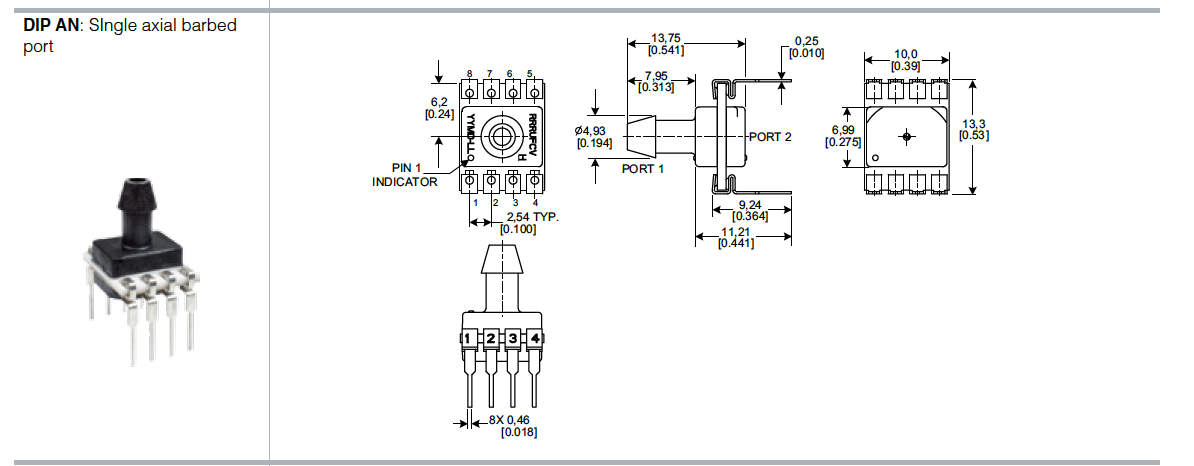 DIP AN: SIngle axial barbed
port
8 7 6 5
6,2
[0.24]
YYMD-LL
RRRUFCV
H
PIN 1
INDICATOR
1 2 3 4
2,54 TYP.
[0.100]
13,75
[0.541]
0,25
[0.010]
7,95
[0.313]
Ø4,93
[0.194]
PORT 2
PORT 1
9,24
[0.364]
11,21
[0.441]
10,0
[0.39]
6,99
[0.275]
13,3
[0.53]
1 2 3 4
8X 0,46
[0.018]